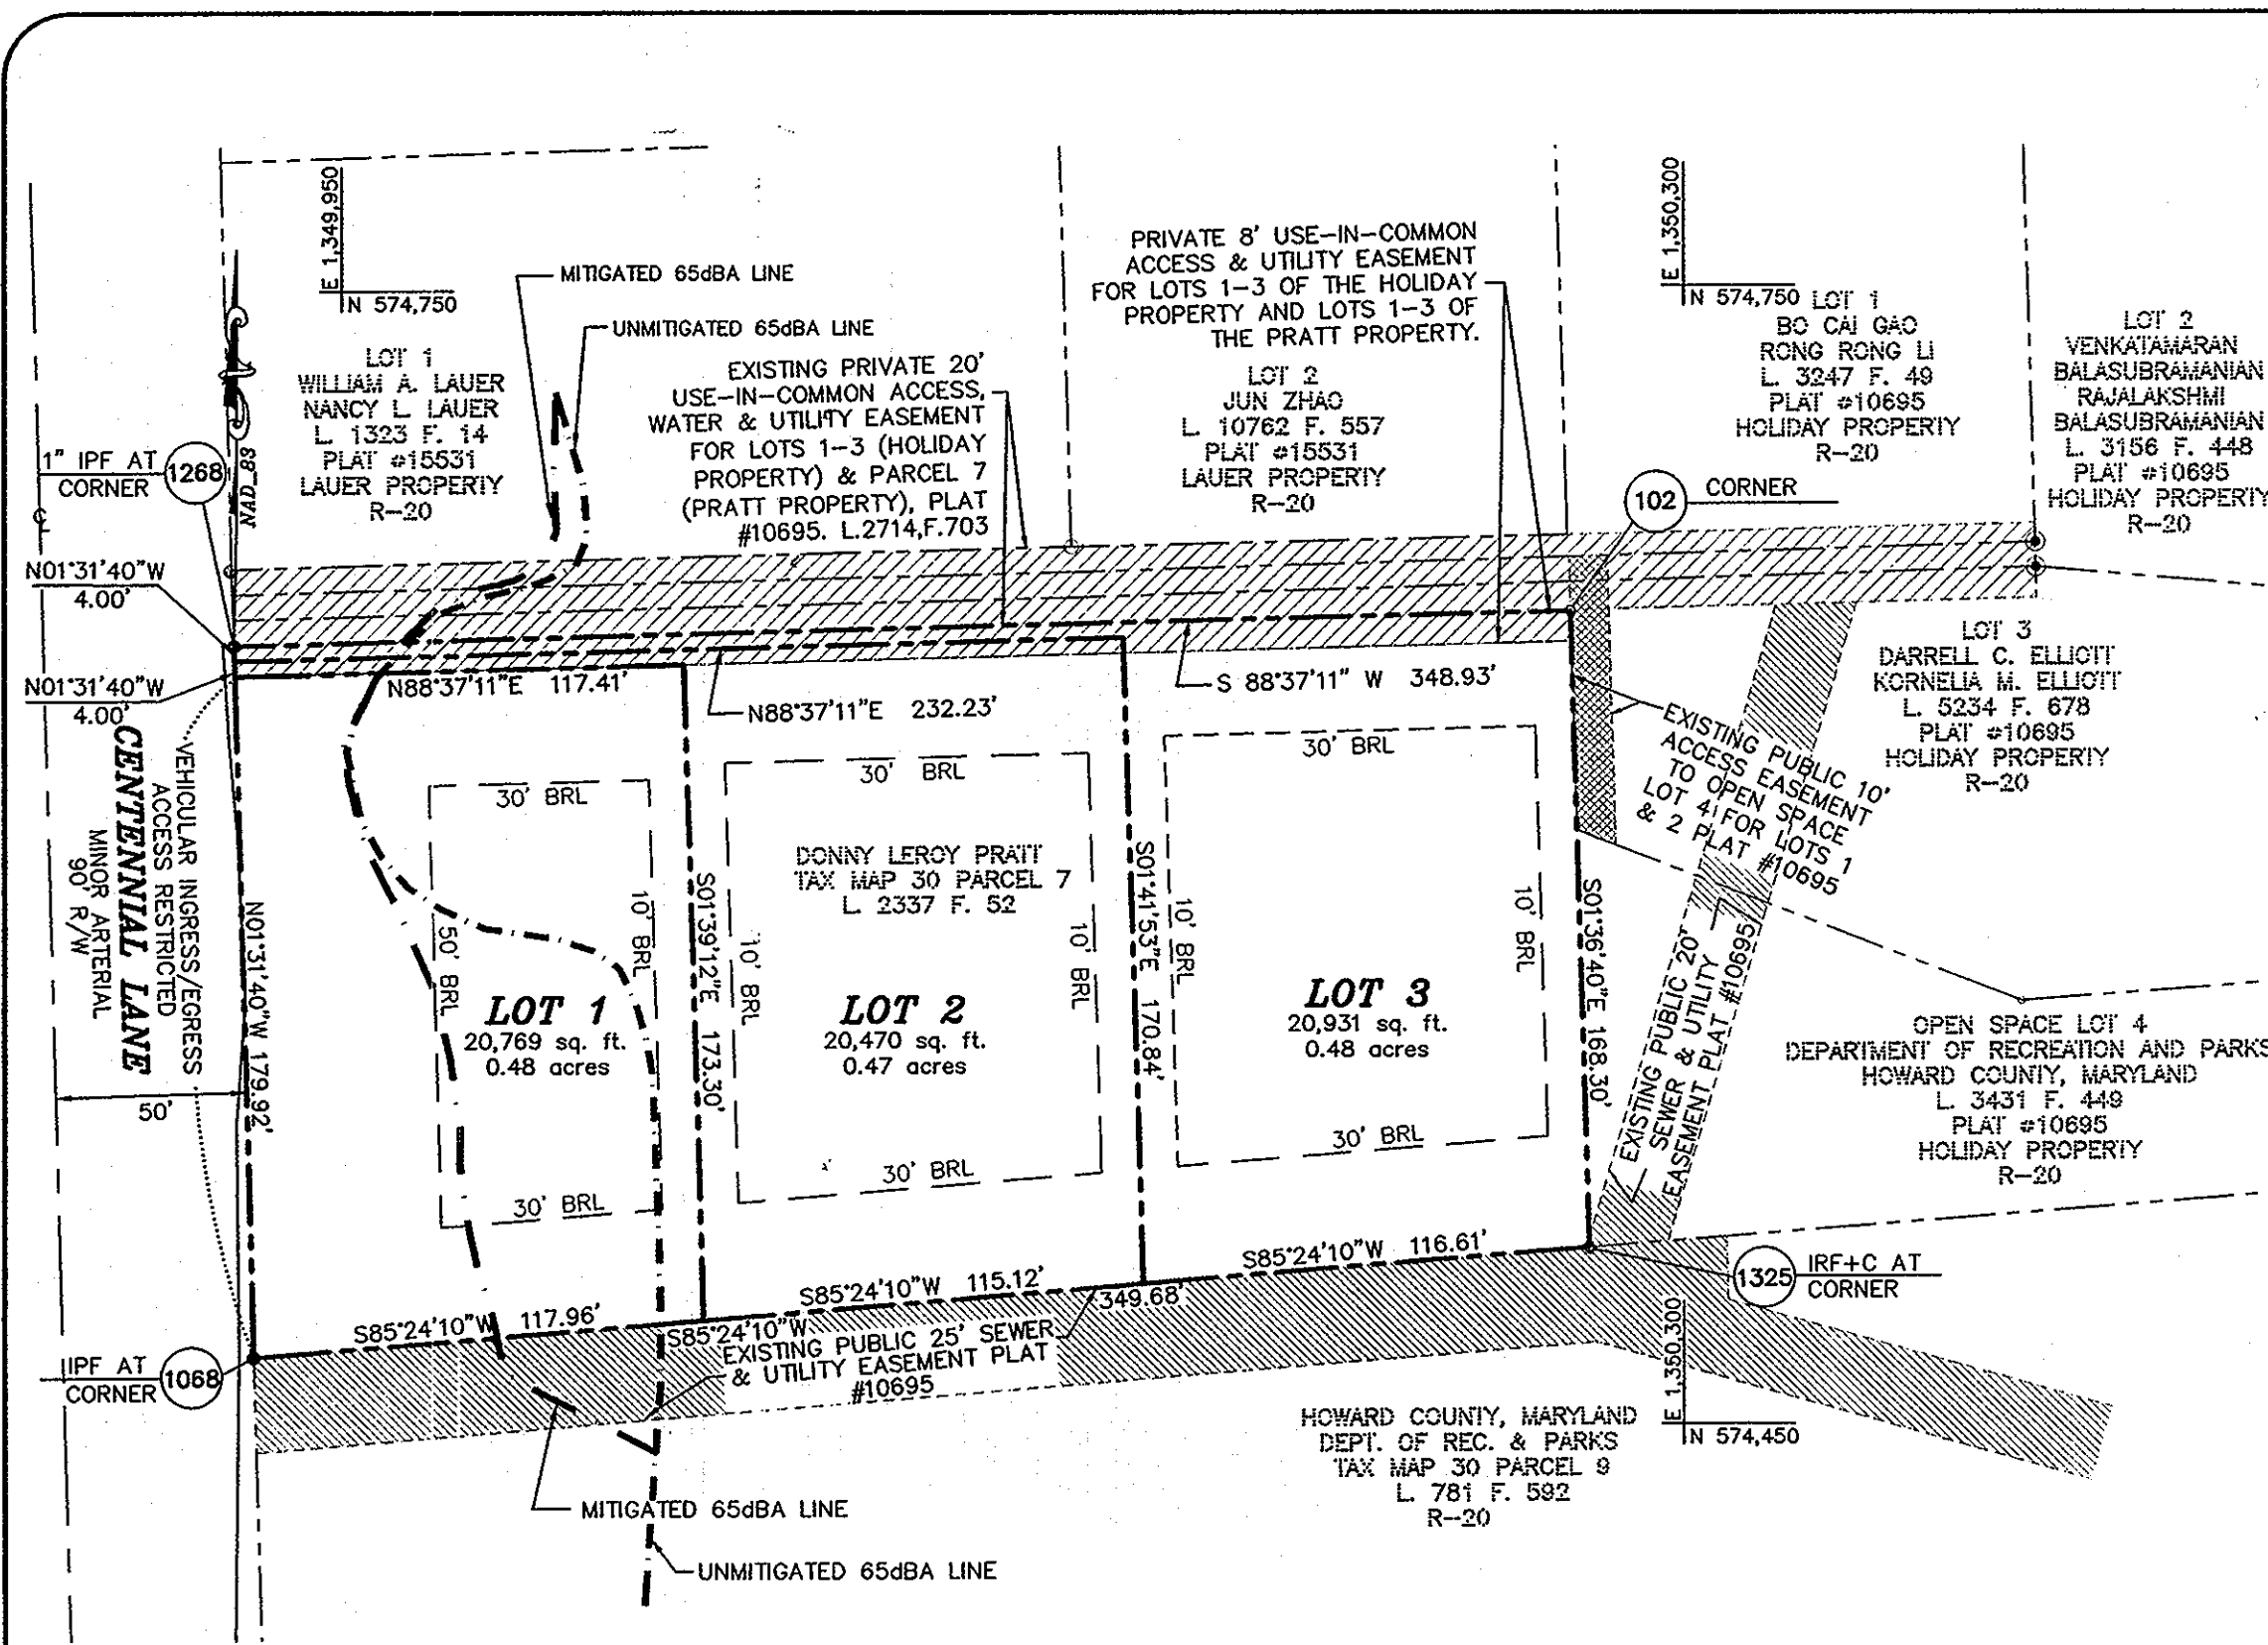 E 1,349,950
N 574,750
MITIGATED 65dBA LINE
UNMITIGATED 65dBA LINE
LOT 1
WILLIAM A. LAUER
NANCY L. LAUER
L. 1323 F. 14
PLAT #15531
LAUER PROPERTY
R-20
EXISTING PRIVATE 20'
USE-IN-COMMON ACCESS,
WATER & UTILITY EASEMENT
FOR LOTS 1-3 (HOLIDAY
PROPERTY) & PARCEL 7
(PRATT PROPERTY), PLAT
#10695. L.2714,F.703
PRIVATE 8' USE-IN-COMMON
ACCESS & UTILITY EASEMENT
FOR LOTS 1-3 OF THE HOLIDAY
PROPERTY AND LOTS 1-3 OF
THE PRATT PROPERTY.
LOT 2
JUN ZHAO
L. 10762 F. 557
PLAT #15531
LAUER PROPERTY
R-20
E 1,350,300
N 574,750
LOT 1
BO CAI GAO
RONG RONG LI
L. 3247 F. 49
PLAT #10695
HOLIDAY PROPERTY
R-20
LOT 2
VENKATAMARAN
BALASUBRAMANIAN
RAJALAKSHMI
BALASUBRAMANIAN
L. 3156 F. 448
PLAT #10695
HOLIDAY PROPERTY
R-20
1" IPF AT
CORNER
1268
NAD_83
102
CORNER
N01°31'40"W
4.00'
N01°31'40"W
4.00'
N88°37'11"E 117.41'
N88°37'11"E 232.23'
S 88°37'11" W 348.93'
LOT 3
DARRELL C. ELLIOTT
KORNELIA M. ELLIOTT
L. 5234 F. 678
PLAT #10695
HOLIDAY PROPERTY
R-20
EXISTING PUBLIC 10'
ACCESS EASEMENT
TO OPEN SPACE
LOT 4 FOR LOTS 1
& 2 PLAT #10695
VEHICULAR INGRESS/EGRESS
ACCESS RESTRICTED
CENTENNIAL LANE
MINOR ARTERIAL
90' R/W
50'
N01°31'40"W 179.92'
30' BRL
50' BRL
10' BRL
LOT 1
20,769 sq. ft.
0.48 acres
30' BRL
S01°39'12"E 173.30'
30' BRL
DONNY LEROY PRATT
TAX MAP 30 PARCEL 7
L. 2337 F. 52
10' BRL
10' BRL
LOT 2
20,470 sq. ft.
0.47 acres
30' BRL
S01°41'53"E 170.84'
30' BRL
10' BRL
10' BRL
LOT 3
20,931 sq. ft.
0.48 acres
30' BRL
S01°36'40"E 168.30'
EXISTING PUBLIC 20'
SEWER & UTILITY
EASEMENT PLAT #10695
OPEN SPACE LOT 4
DEPARTMENT OF RECREATION AND PARKS
HOWARD COUNTY, MARYLAND
L. 3431 F. 449
PLAT #10695
HOLIDAY PROPERTY
R-20
S85°24'10"W 117.96'
S85°24'10"W 115.12'
S85°24'10"W 116.61'
S85°24'10"W 349.68'
EXISTING PUBLIC 25' SEWER
& UTILITY EASEMENT PLAT
#10695
IPF AT
CORNER
1068
1325
IRF+C AT
CORNER
E 1,350,300
N 574,450
HOWARD COUNTY, MARYLAND
DEPT. OF REC. & PARKS
TAX MAP 30 PARCEL 9
L. 781 F. 592
R-20
MITIGATED 65dBA LINE
UNMITIGATED 65dBA LINE